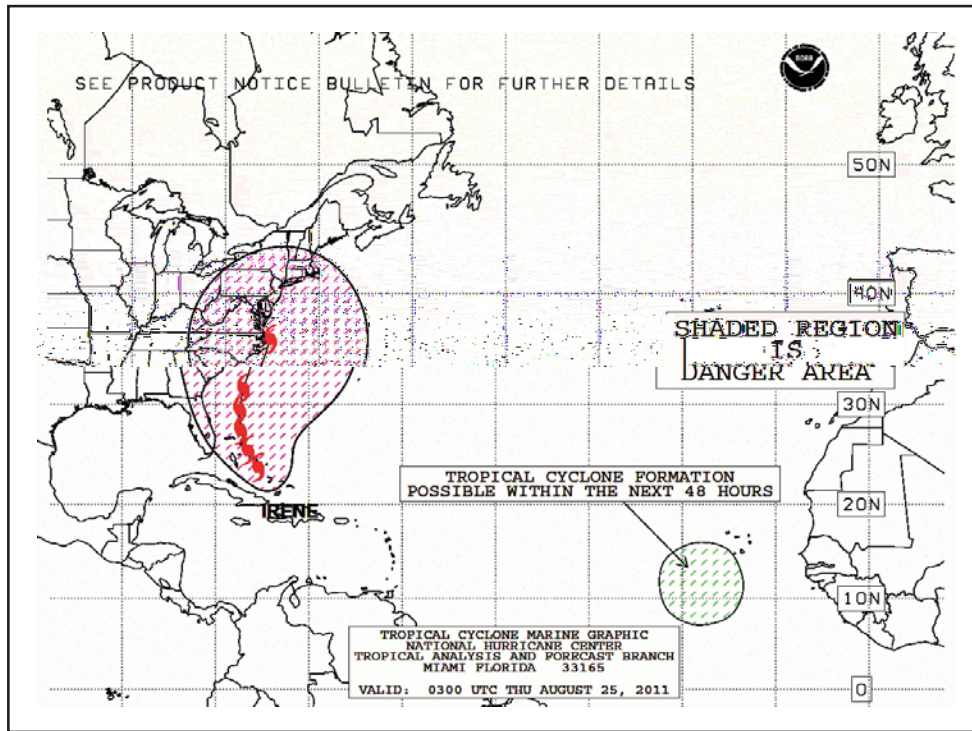 SEE PRODUCT NOTICE BULLETIN FOR FURTHER DETAILS
NOAA
50N
40N
SHADED REGION
IS
DANGER AREA
30N
TROPICAL CYCLONE FORMATION
POSSIBLE WITHIN THE NEXT 48 HOURS
20N
IRENE
10N
TROPICAL CYCLONE MARINE GRAPHIC
NATIONAL HURRICANE CENTER
TROPICAL ANALYSIS AND FORECAST BRANCH
MIAMI FLORIDA 33165
VALID: 0300 UTC THU AUGUST 25, 2011
0